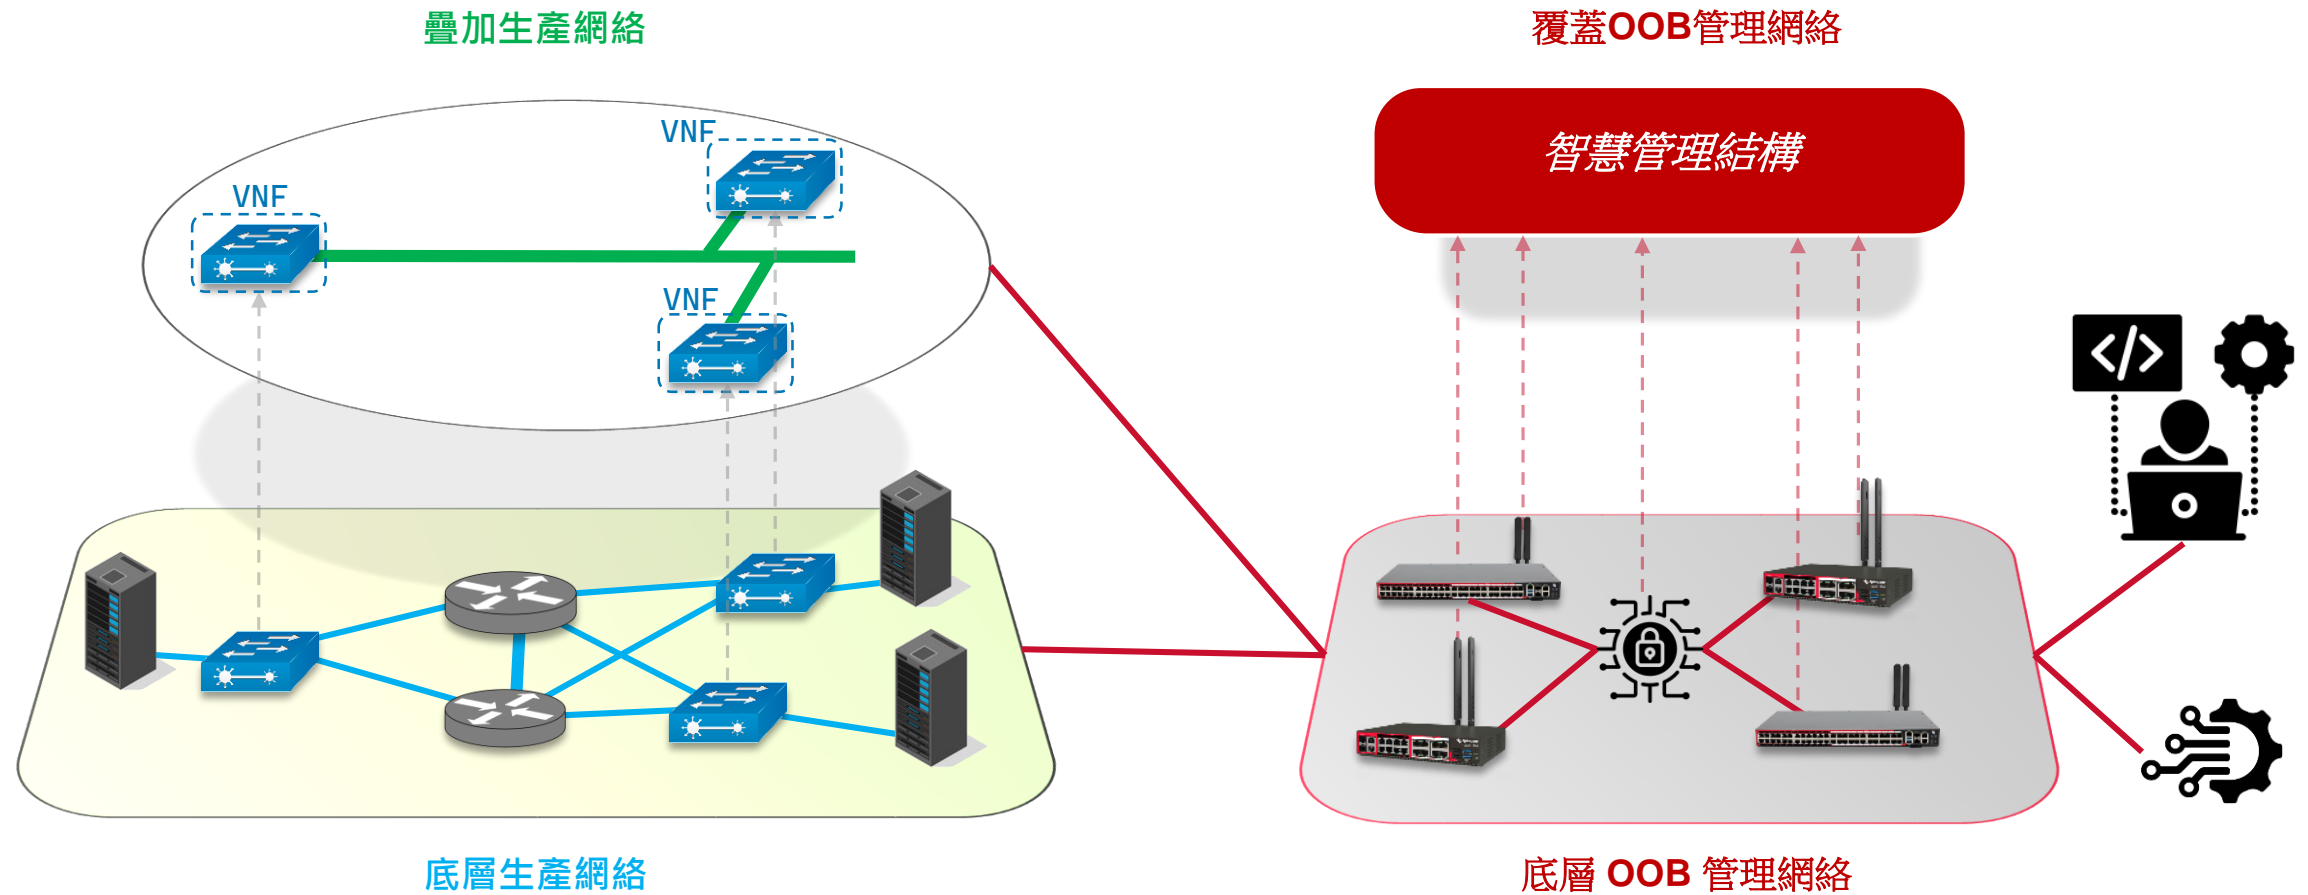 疊加生產網絡
覆蓋OOB管理網絡
VNF
VNF
VNF
智慧管理結構
</>
底層生產網絡
底層 OOB 管理網絡